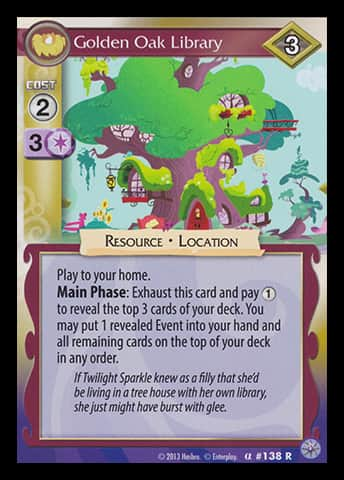 Golden Oak Library
3
COST
2
3
RESOURCE • LOCATION
Play to your home.
Main Phase: Exhaust this card and pay 1
to reveal the top 3 cards of your deck. You
may put 1 revealed Event into your hand and
all remaining cards on the top of your deck
in any order.
If Twilight Sparkle knew as a filly that she'd
be living in a tree house with her own library,
she just might have burst with glee.
© 2013 Hasbro. © Enterplay. α #138 R